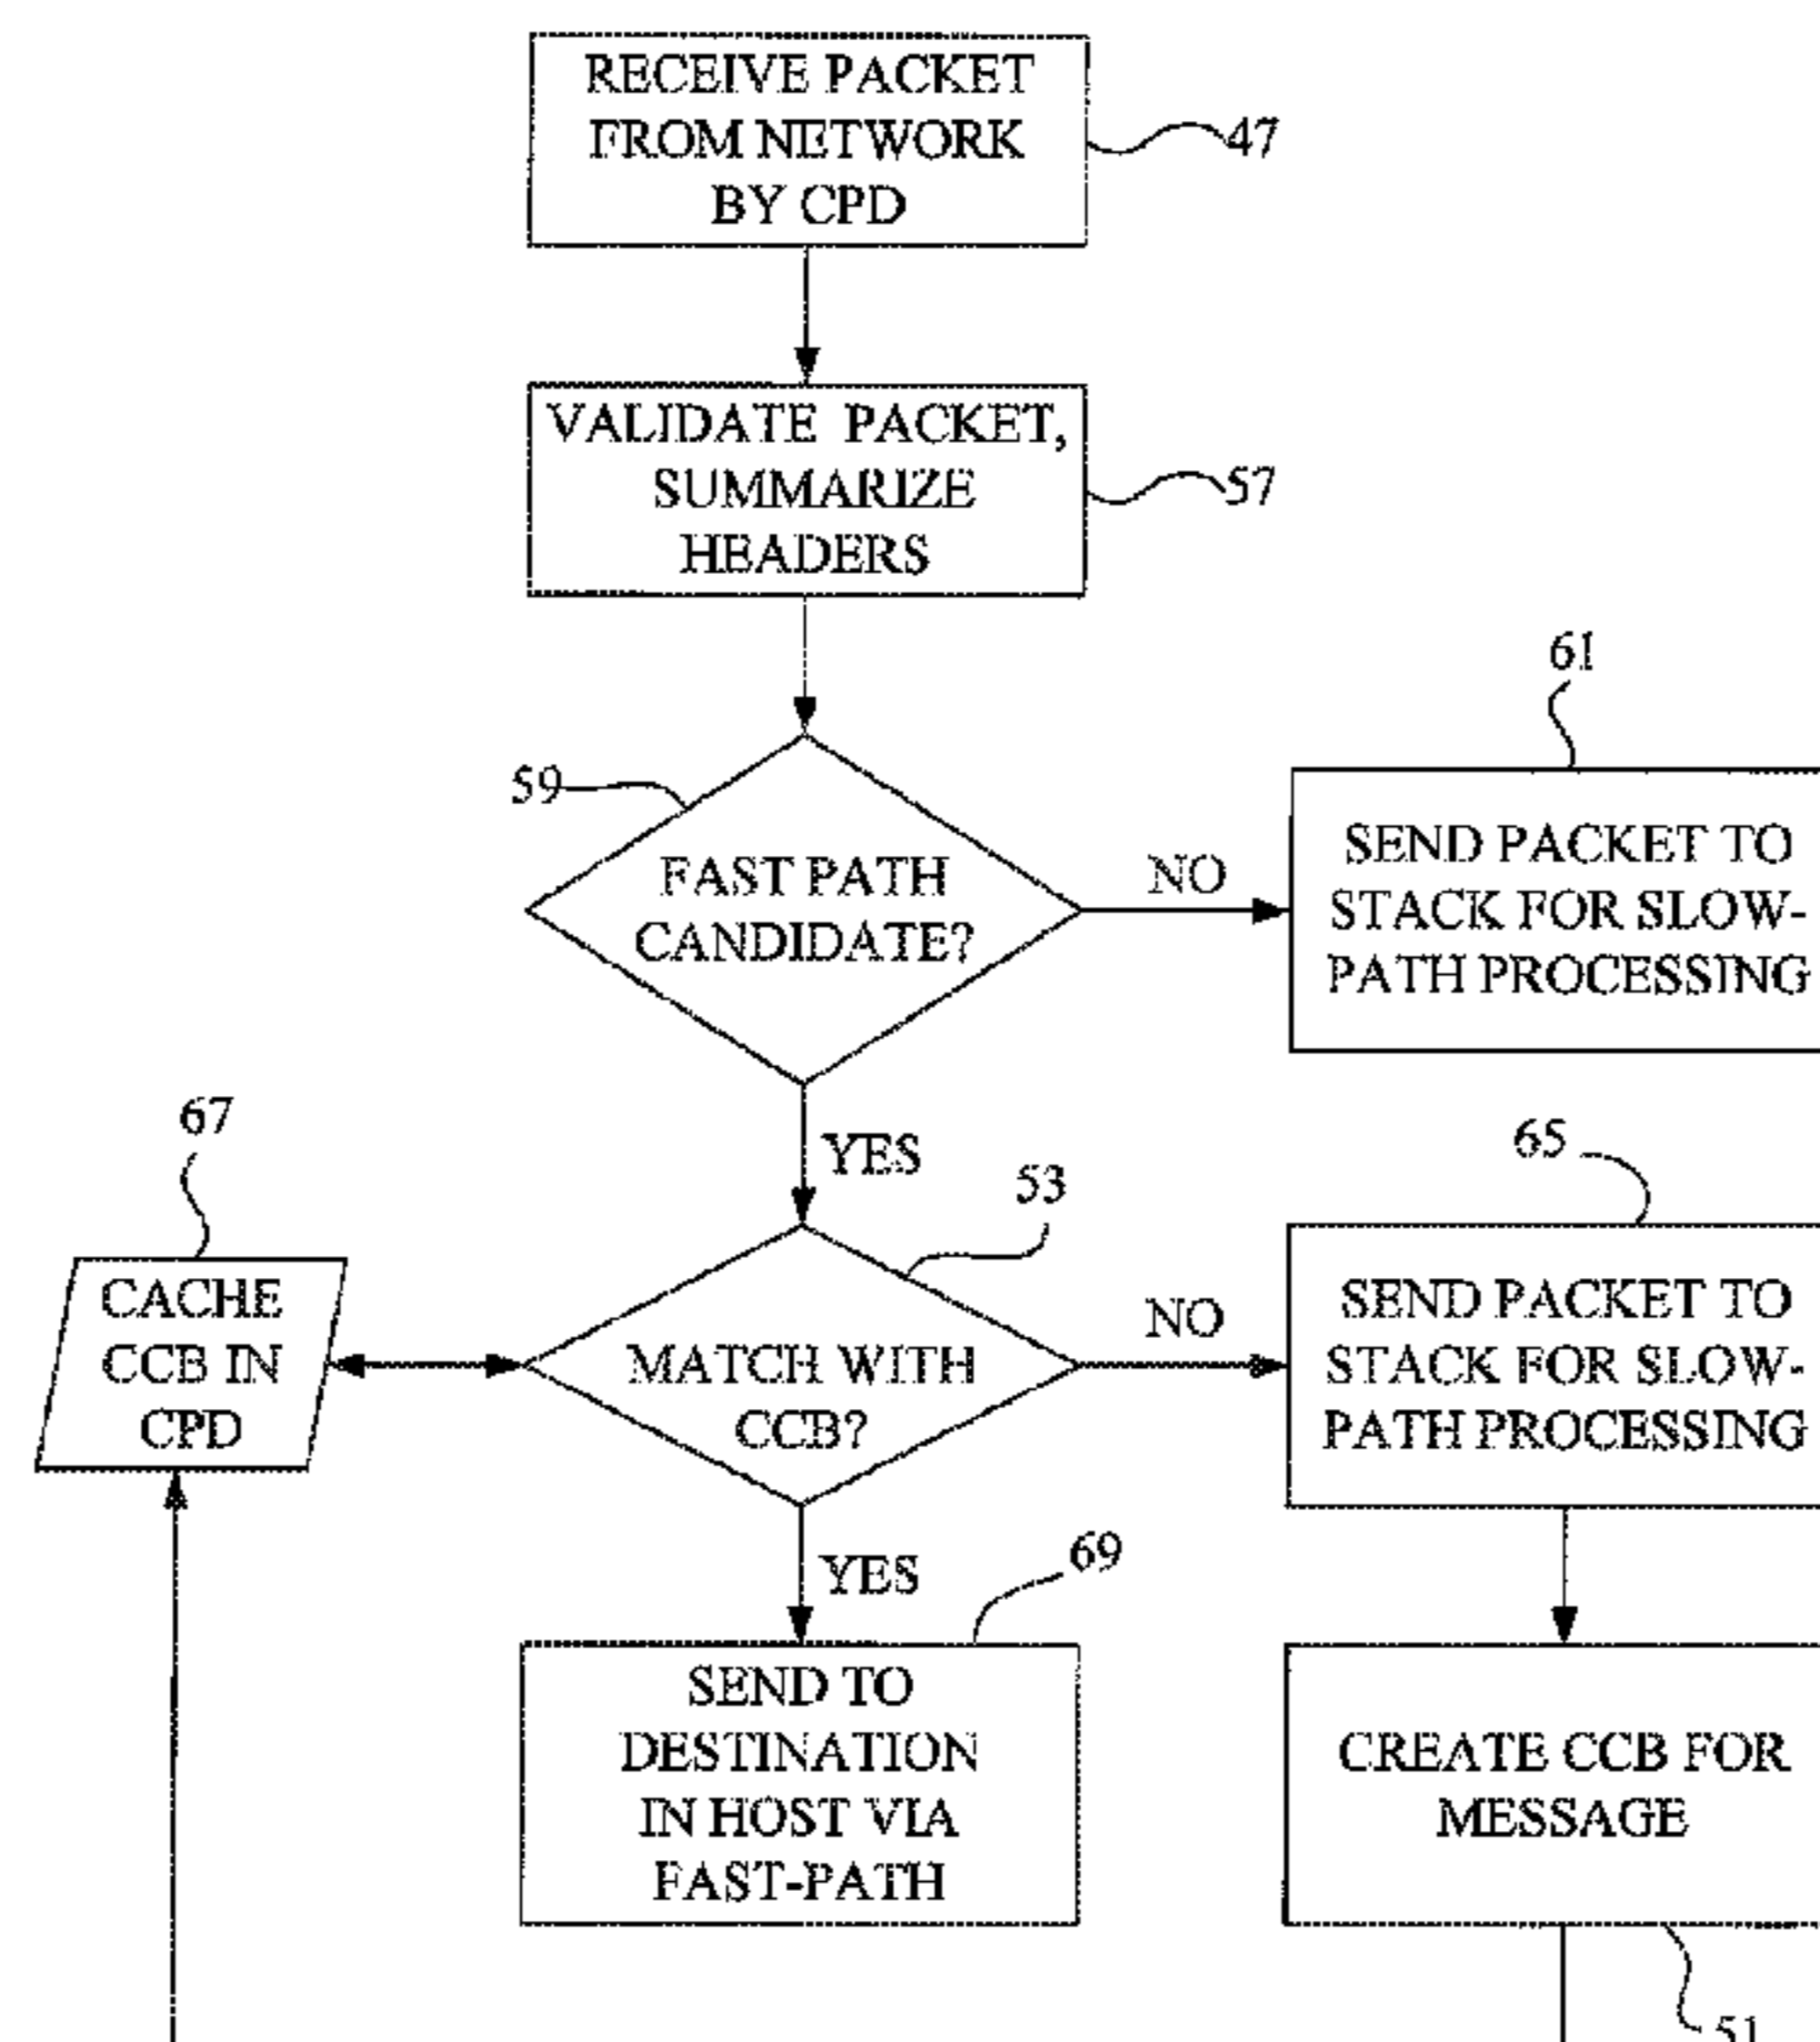 RECEIVE PACKET
FROM NETWORK
BY CPD
47
VALIDATE PACKET,
SUMMARIZE
HEADERS
57
59
FAST PATH
CANDIDATE?
NO
61
SEND PACKET TO
STACK FOR SLOW-
PATH PROCESSING
YES
67
CACHE
CCB IN
CPD
53
MATCH WITH
CCB?
NO
65
SEND PACKET TO
STACK FOR SLOW-
PATH PROCESSING
YES
69
SEND TO
DESTINATION
IN HOST VIA
FAST-PATH
CREATE CCB FOR
MESSAGE
51